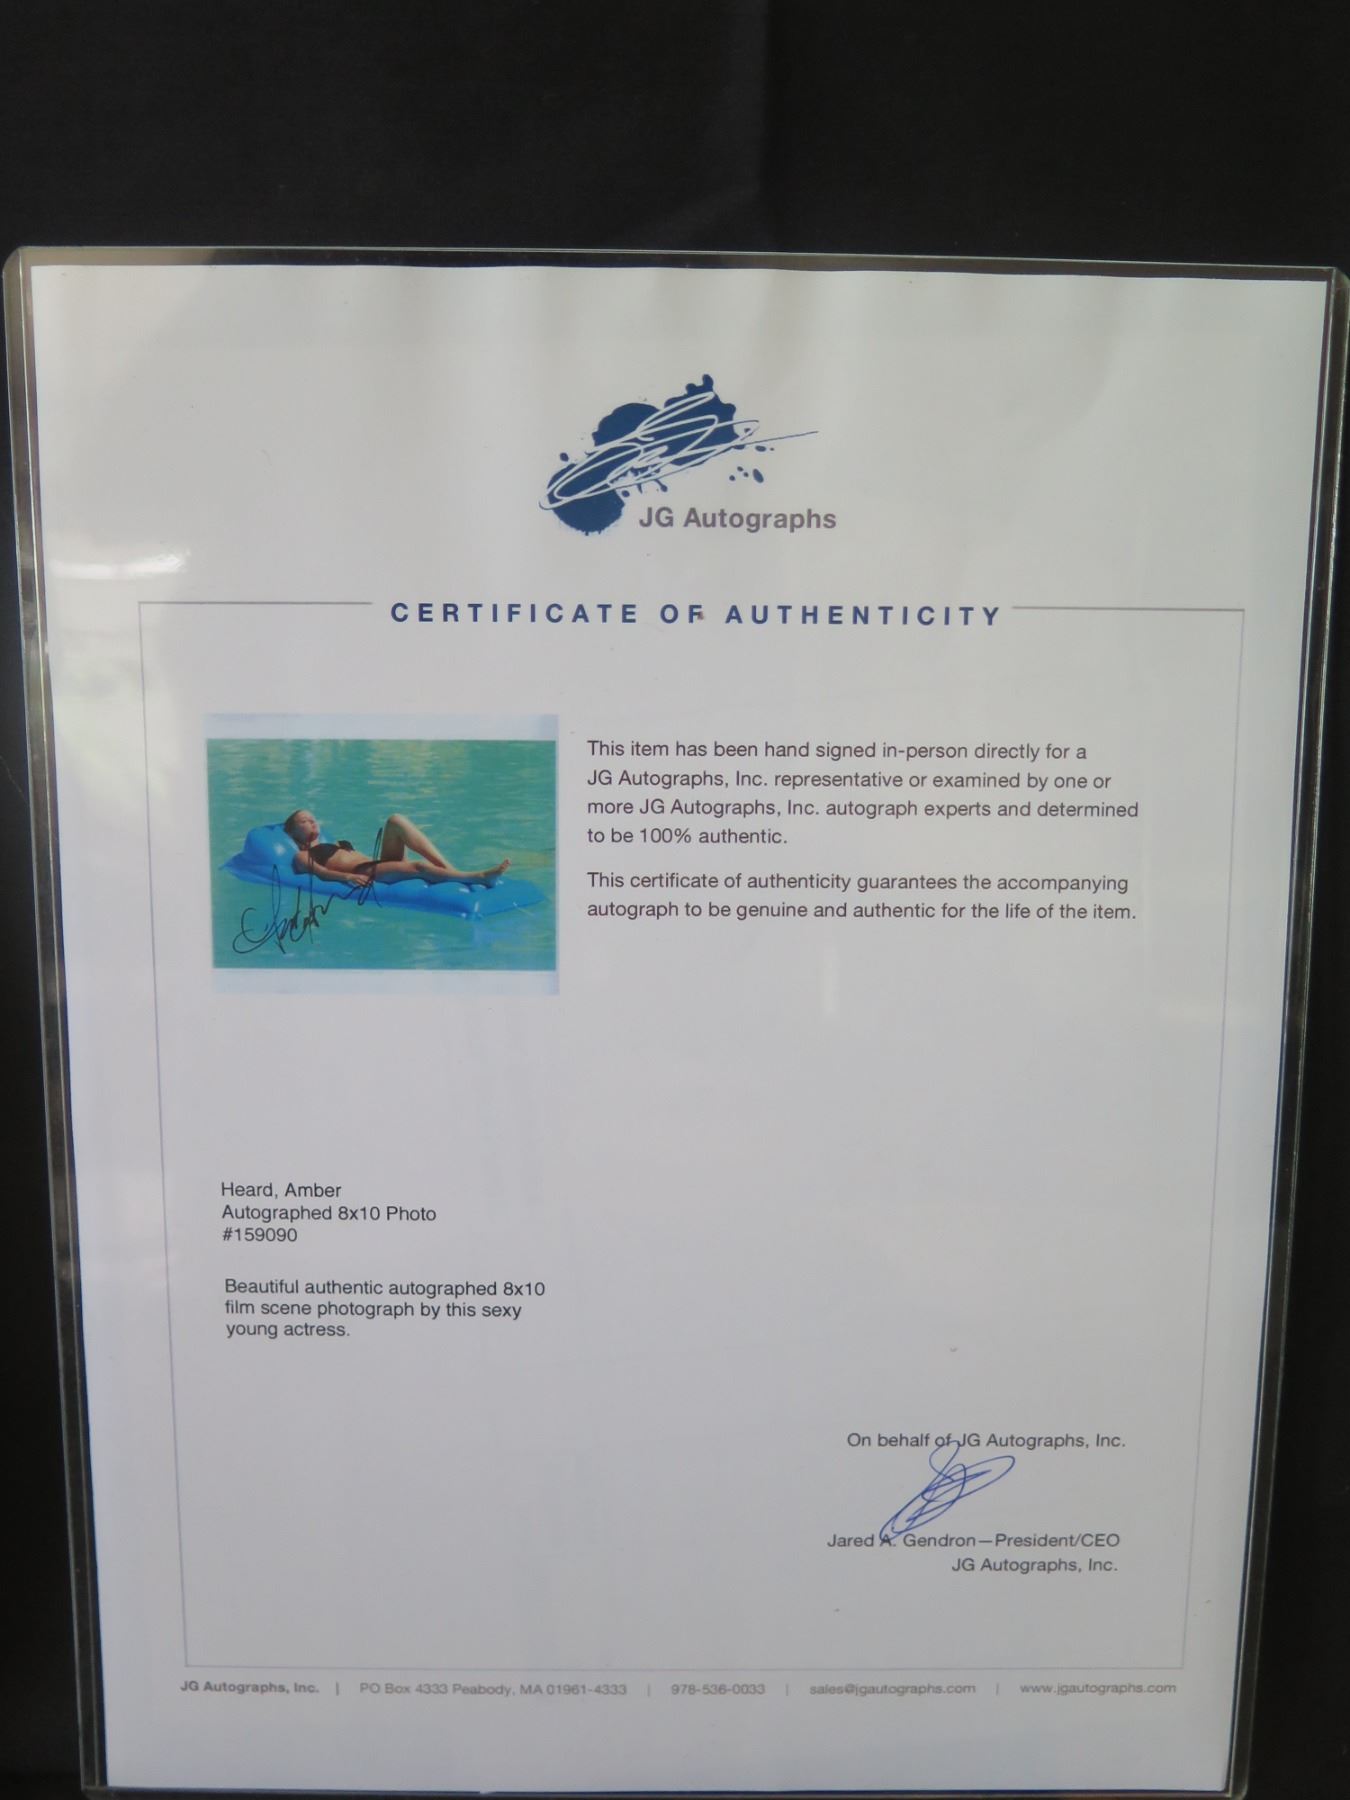 JG Autographs
CERTIFICATE OF AUTHENTICITY
This item has been hand signed in-person directly for a
JG Autographs, Inc. representative or examined by one or
more JG Autographs, Inc. autograph experts and determined
to be 100% authentic.
This certificate of authenticity guarantees the accompanying
autograph to be genuine and authentic for the life of the item.
Heard, Amber
Autographed 8x10 Photo
#159090
Beautiful authentic autographed 8x10
film scene photograph by this sexy
young actress.
On behalf of JG Autographs, Inc.
Jared A. Gendron—President/CEO
JG Autographs, Inc.
JG Autographs, Inc. | PO Box 4333 Peabody, MA 01961-4333 | 978-536-0033 | sales@jgautographs.com | www.jgautographs.com